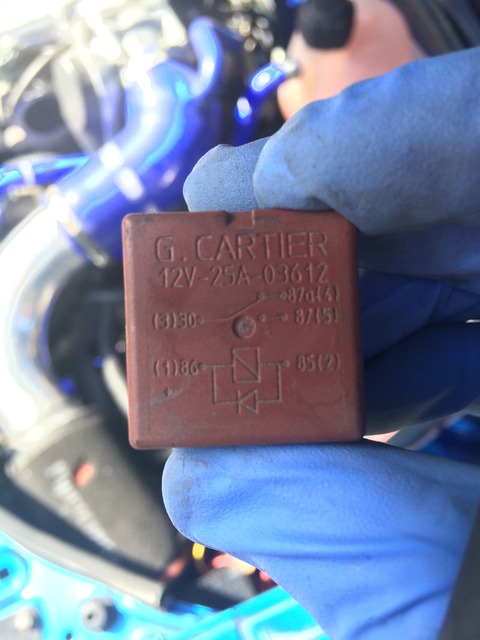 G. CARTIER
12V-25A-03612
87a(4)
(3)30 87(5)
(1)86 85(2)